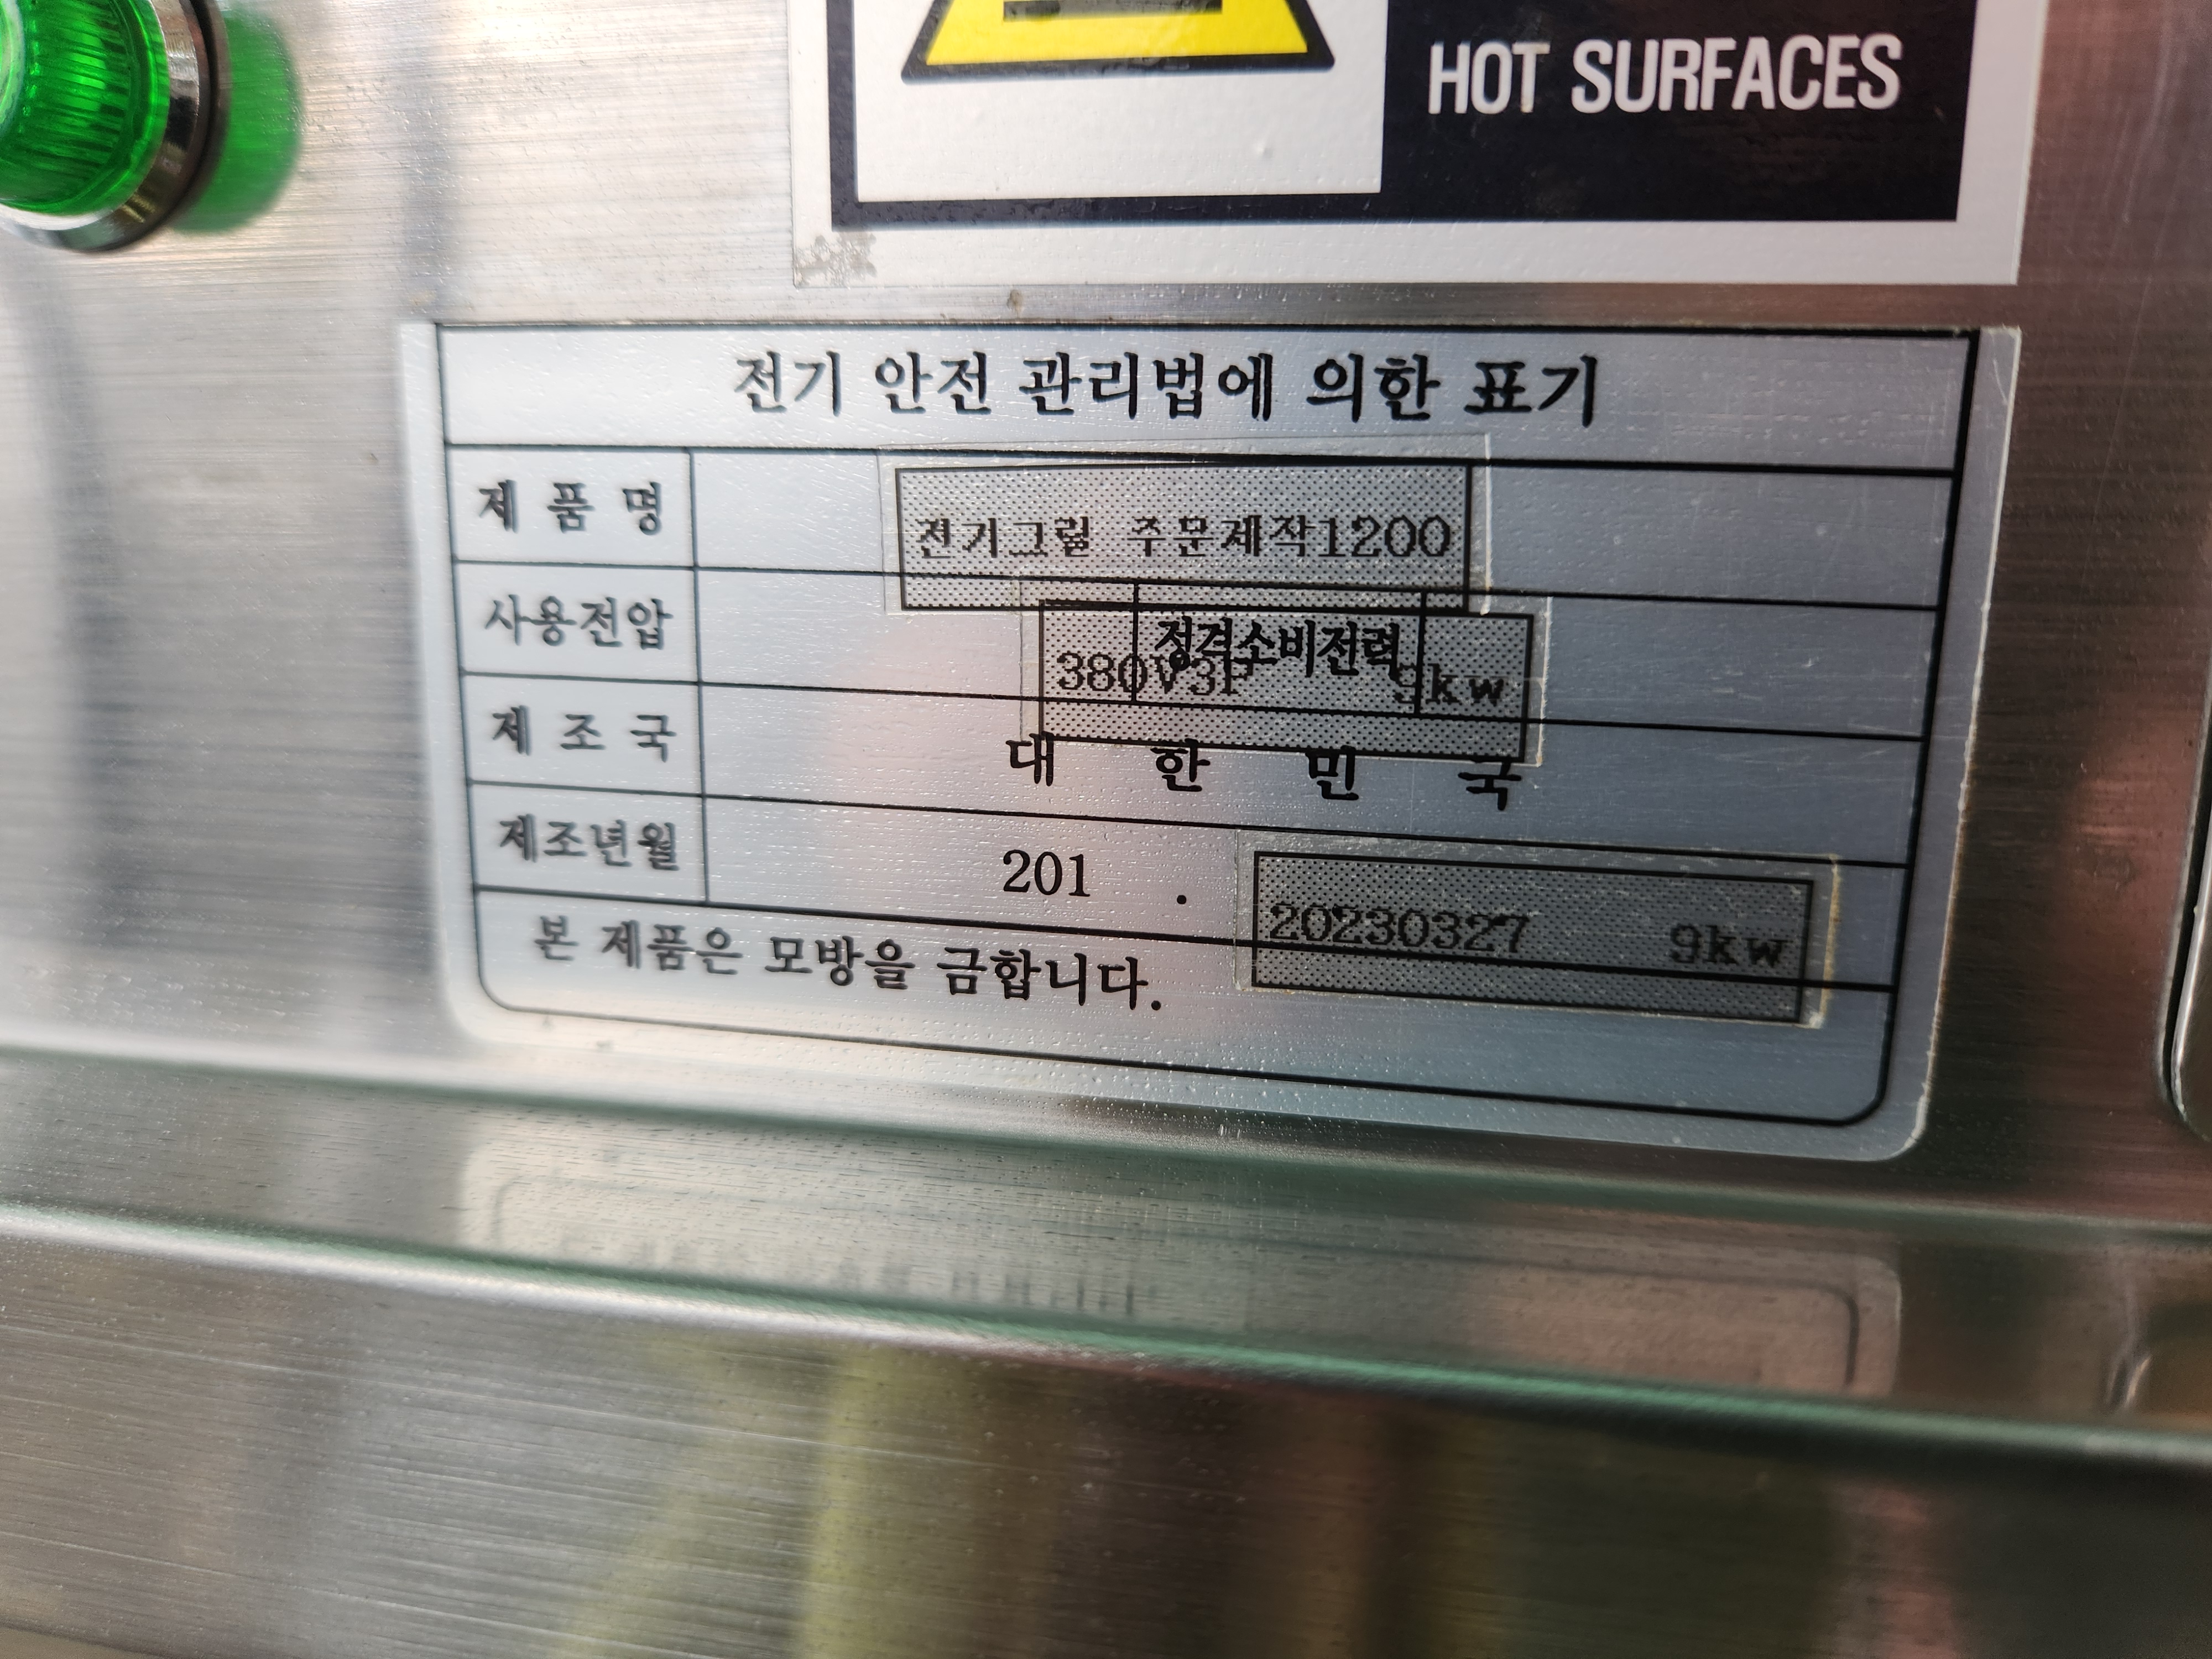 HOT SURFACES
전기 안전 관리법에 의한 표기
제 품 명 전기그릴 주문제작1200
사용전압 380V3P 정격소비전력 9kw
제 조 국 대 한 민 국
제조년월 201 . 20230327 9kw
본 제품은 모방을 금합니다.